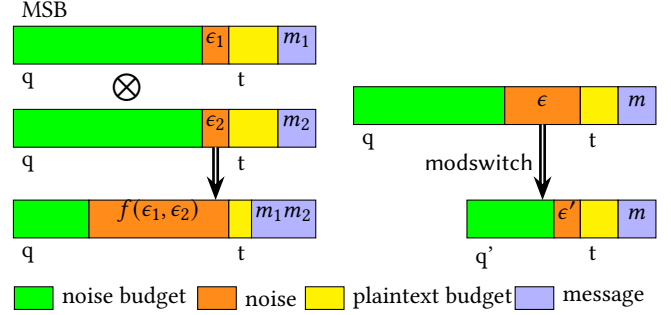 MSB
ϵ1 m1
q t
⊗
ϵ2 m2
q t
f(ϵ1, ϵ2) m1m2
q t
ϵ m
q t
modswitch
ϵ′ m
q' t
noise budget noise plaintext budget message